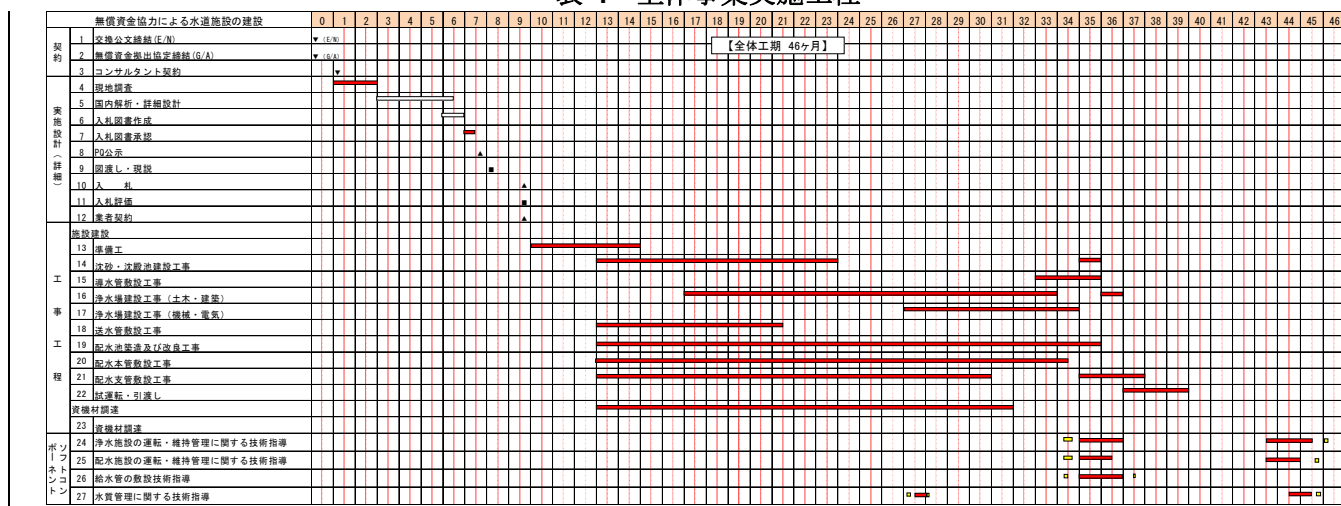 無償資金協力による水道施設の建設 0 1 2 3 4 5 6 7 8 9 10 11 12 13 14 15 16 17 18 19 20 21 22 23 24 25 26 27 28 29 30 31 32 33 34 35 36 37 38 39 40 41 42 43 44 45 46
契約
1 交換公文締結(E/N) ▼ (E/N)
【全体工期 46ヶ月】
2 無償資金拠出協定締結(G/A) ▼ (G/A)
3 コンサルタント契約 ▼
実施設計(詳細)
4 現地調査
5 国内解析・詳細設計
6 入札図書作成
7 入札図書承認
8 PQ公示 ▲
9 図渡し・現説 ■
10 入 札 ▲
11 入札評価 ■
12 業者契約 ▲
工事工程
施設建設
13 準備工
14 沈砂・沈殿池建設工事
15 導水管敷設工事
16 浄水場建設工事(土木・建築)
17 浄水場建設工事(機械・電気)
18 送水管敷設工事
19 配水池築造及び改良工事
20 配水本管敷設工事
21 配水支管敷設工事
22 試運転・引渡し
資機材調達
23 資機材調達
ソフトコンポーネント
24 浄水施設の運転・維持管理に関する技術指導
25 配水施設の運転・維持管理に関する技術指導
26 給水管の敷設技術指導
27 水質管理に関する技術指導